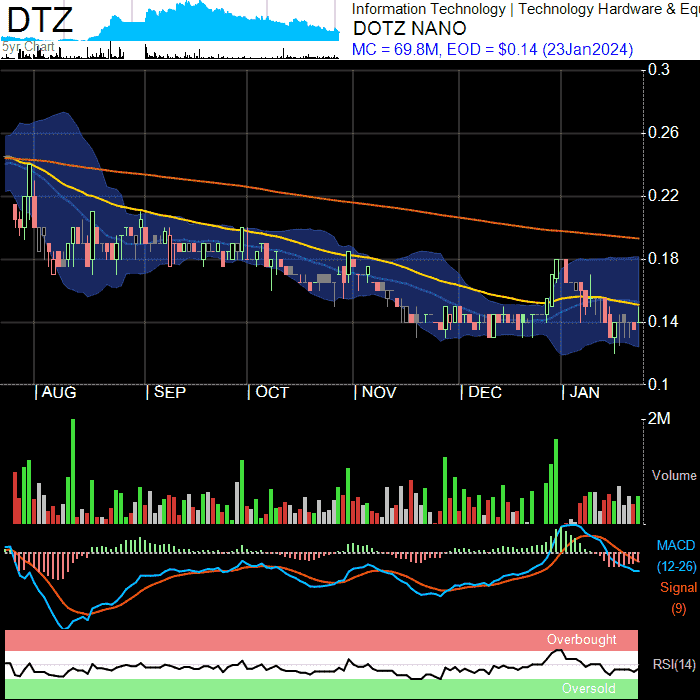 DTZ
5yr Chart
Information Technology | Technology Hardware & Equ
DOTZ NANO
MC = 69.8M, EOD = $0.14 (23Jan2024)
0.3
0.26
0.22
0.18
0.14
0.1
| AUG | SEP | OCT | NOV | DEC | JAN
2M
Volume
MACD
(12-26)
Signal
(9)
Overbought
RSI(14)
Oversold